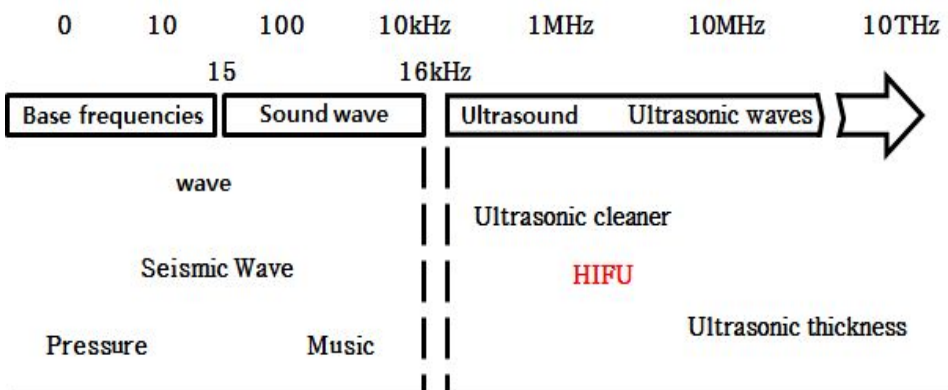 0 10 100 10kHz 1MHz 10MHz 10THz
15 16kHz
Base frequencies Sound wave Ultrasound Ultrasonic waves
wave
Ultrasonic cleaner
Seismic Wave HIFU
Ultrasonic thickness
Pressure Music